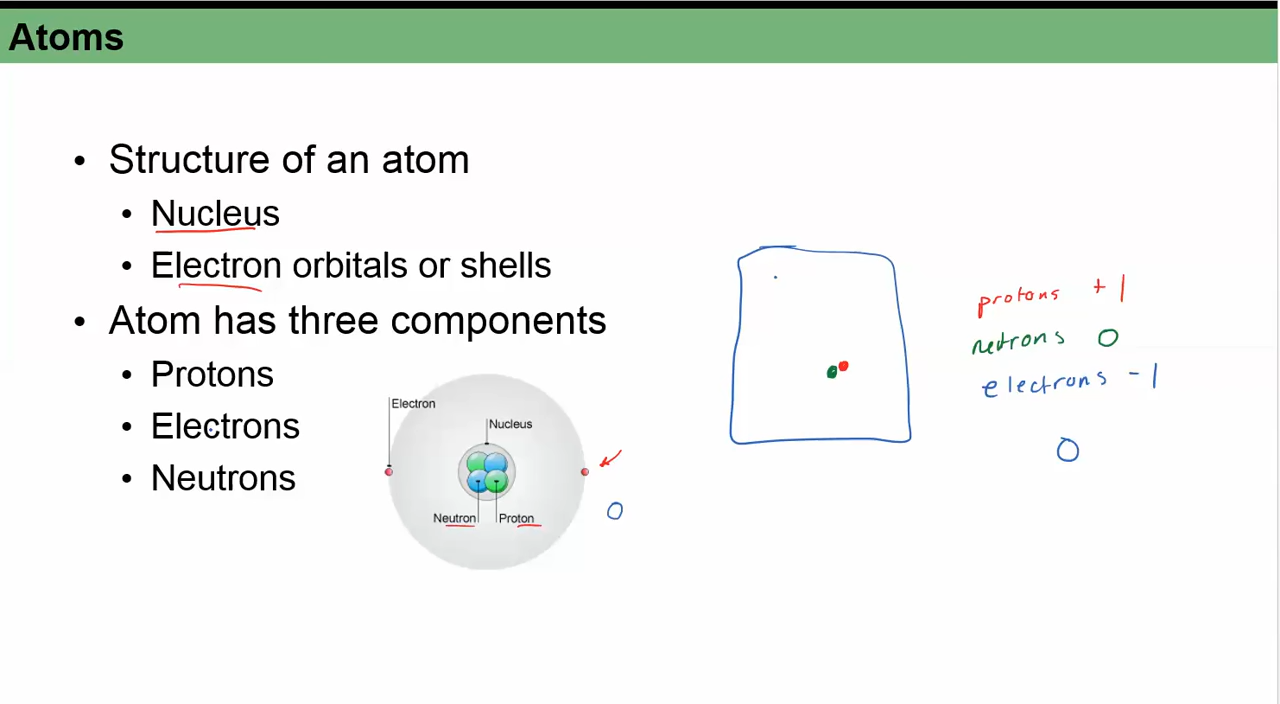 Atoms
• Structure of an atom
• Nucleus
• Electron orbitals or shells
• Atom has three components
• Protons
• Electrons
• Neutrons
Electron
Nucleus
Neutron
Proton
0
protons +1
netrons 0
electrons -1
0